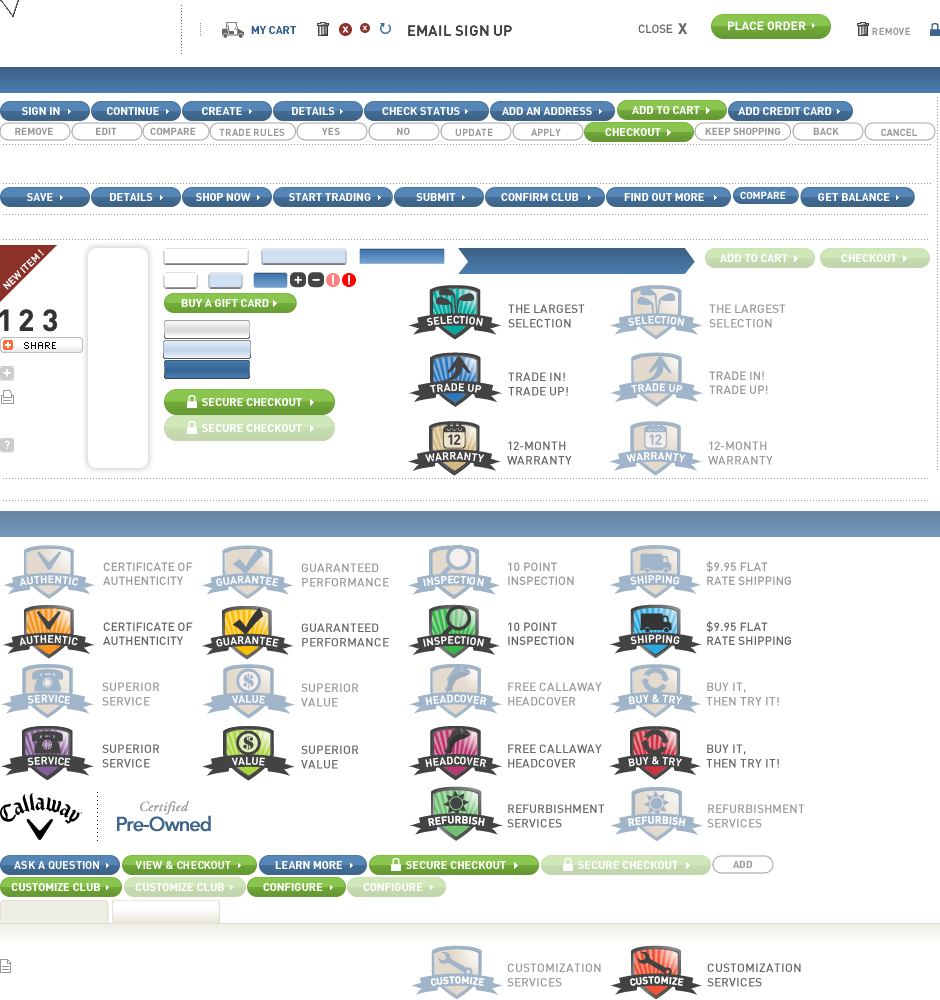 MY CART
EMAIL SIGN UP
CLOSE X
PLACE ORDER
REMOVE
SIGN IN
CONTINUE
CREATE
DETAILS
CHECK STATUS
ADD AN ADDRESS
ADD TO CART
ADD CREDIT CARD
REMOVE
EDIT
COMPARE
TRADE RULES
YES
NO
UPDATE
APPLY
CHECKOUT
KEEP SHOPPING
BACK
CANCEL
SAVE
DETAILS
SHOP NOW
START TRADING
SUBMIT
CONFIRM CLUB
FIND OUT MORE
COMPARE
GET BALANCE
NEW ITEM!
ADD TO CART
CHECKOUT
BUY A GIFT CARD
1 2 3
SHARE
SELECTION
THE LARGEST
SELECTION
SELECTION
THE LARGEST
SELECTION
TRADE UP
TRADE IN!
TRADE UP!
TRADE UP
TRADE IN!
TRADE UP!
SECURE CHECKOUT
SECURE CHECKOUT
?
12
WARRANTY
12-MONTH
WARRANTY
12
WARRANTY
12-MONTH
WARRANTY
AUTHENTIC
CERTIFICATE OF
AUTHENTICITY
GUARANTEE
GUARANTEED
PERFORMANCE
INSPECTION
10 POINT
INSPECTION
SHIPPING
$9.95 FLAT
RATE SHIPPING
AUTHENTIC
CERTIFICATE OF
AUTHENTICITY
GUARANTEE
GUARANTEED
PERFORMANCE
INSPECTION
10 POINT
INSPECTION
SHIPPING
$9.95 FLAT
RATE SHIPPING
SERVICE
SUPERIOR
SERVICE
$
VALUE
SUPERIOR
VALUE
HEADCOVER
FREE CALLAWAY
HEADCOVER
BUY & TRY
BUY IT,
THEN TRY IT!
SERVICE
SUPERIOR
SERVICE
$
VALUE
SUPERIOR
VALUE
HEADCOVER
FREE CALLAWAY
HEADCOVER
BUY & TRY
BUY IT,
THEN TRY IT!
Callaway
Certified
Pre-Owned
REFURBISH
REFURBISHMENT
SERVICES
REFURBISH
REFURBISHMENT
SERVICES
ASK A QUESTION
VIEW & CHECKOUT
LEARN MORE
SECURE CHECKOUT
SECURE CHECKOUT
ADD
CUSTOMIZE CLUB
CUSTOMIZE CLUB
CONFIGURE
CONFIGURE
CUSTOMIZE
CUSTOMIZATION
SERVICES
CUSTOMIZE
CUSTOMIZATION
SERVICES